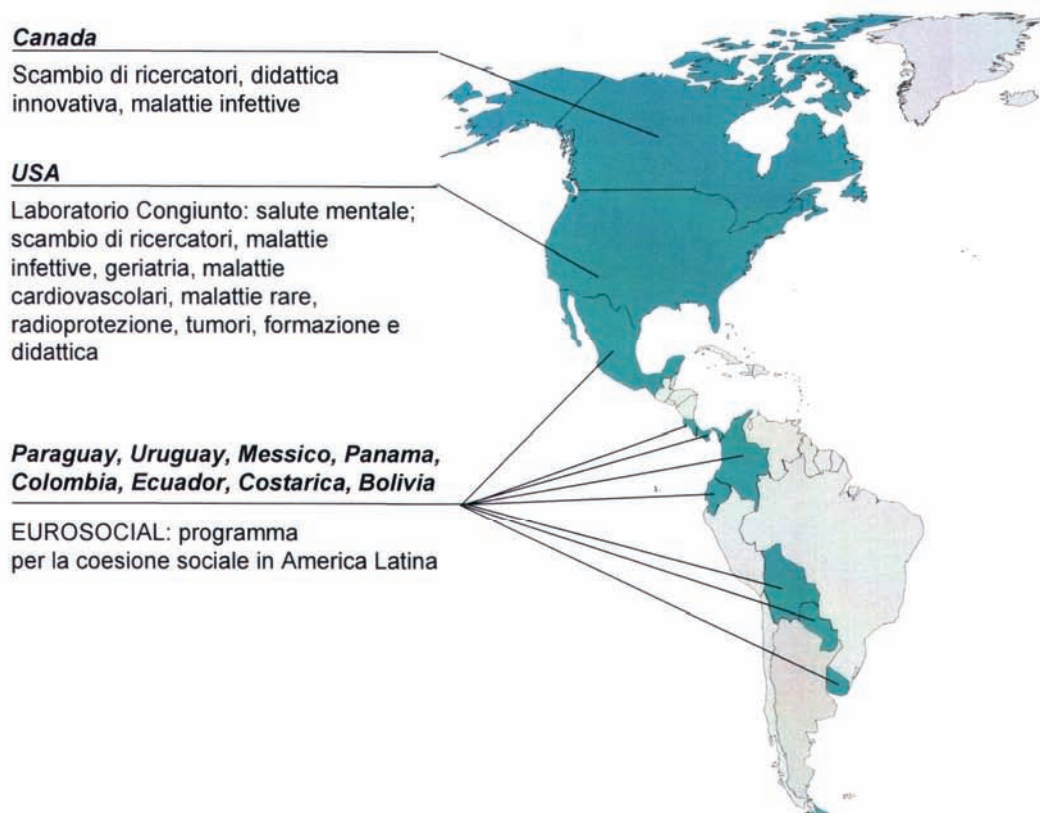 Canada
Scambio di ricercatori, didattica
innovativa, malattie infettive
USA
Laboratorio Congiunto: salute mentale;
scambio di ricercatori, malattie
infettive, geriatria, malattie
cardiovascolari, malattie rare,
radioprotezione, tumori, formazione e
didattica
Paraguay, Uruguay, Messico, Panama,
Colombia, Ecuador, Costarica, Bolivia
EUROSOCIAL: programma
per la coesione sociale in America Latina